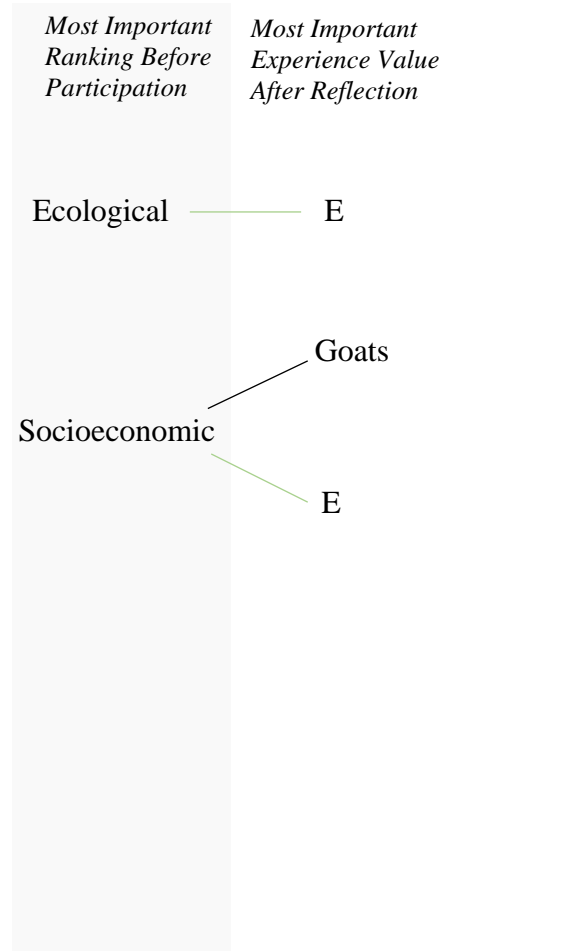 Most Important
Ranking Before
Participation
Most Important
Experience Value
After Reflection
Ecological
E
Goats
Socioeconomic
E